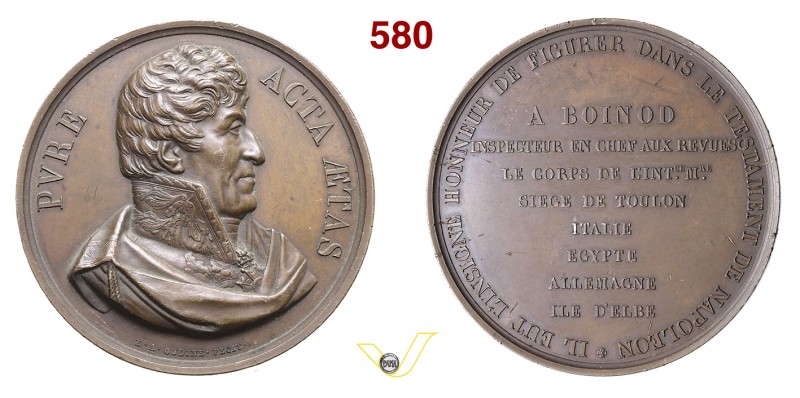 580
PVRE ACTA ÆTAS
IL EUT L'INSIGNE HONNEUR DE FIGURER DANS LE TESTAMENT DE NAPOLEON
A BOINOD
INSPECTEUR EN CHEF AUX REVUES
LE CORPS DE L'INT.CE M.RE
SIEGE DE TOULON
ITALIE
EGYPTE
ALLEMAGNE
ILE D'ELBE